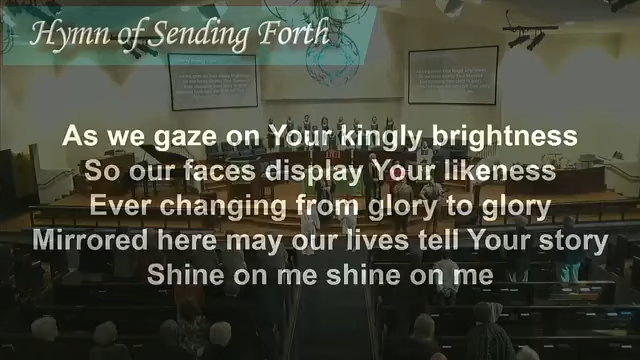 Hymn of Sending Forth
As we gaze on Your kingly brightness
So our faces display Your likeness
Ever changing from glory to glory
Mirrored here may our lives tell Your story
Shine on me shine on me